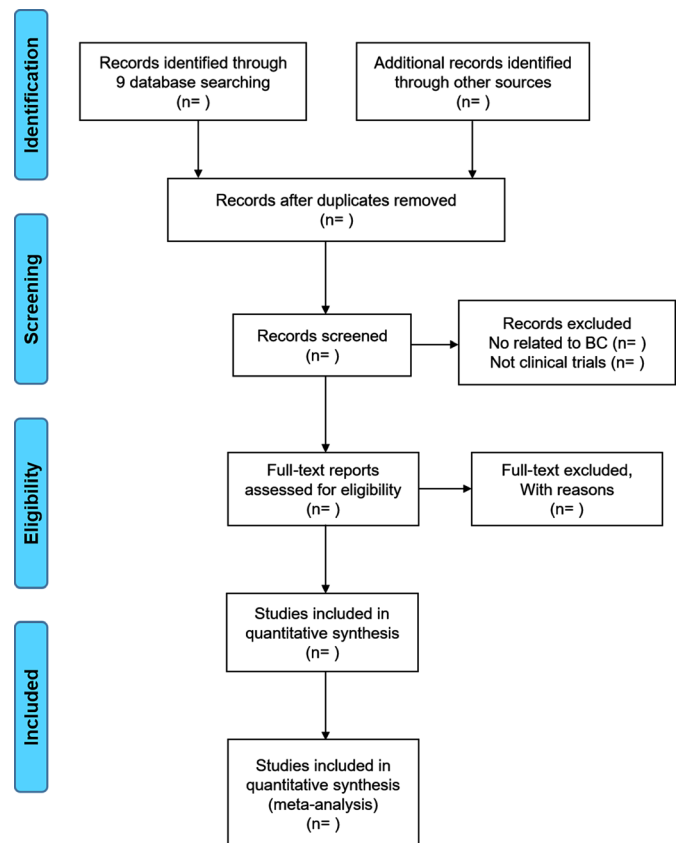 Identification
Records identified through
9 database searching
(n= )
Additional records identified
through other sources
(n= )
Records after duplicates removed
(n= )
Screening
Records screened
(n= )
Records excluded
No related to BC (n= )
Not clinical trials (n= )
Eligibility
Full-text reports
assessed for eligibility
(n= )
Full-text excluded,
With reasons
(n= )
Included
Studies included in
quantitative synthesis
(n= )
Studies included in
quantitative synthesis
(meta-analysis)
(n= )